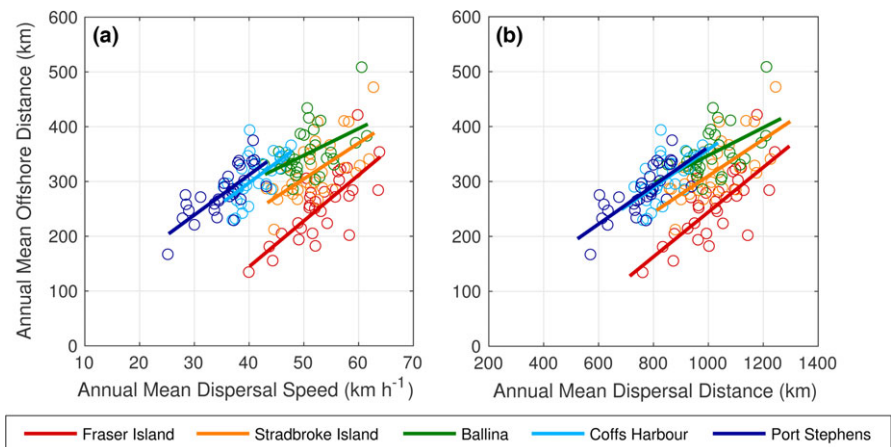 (a)
(b)
Annual Mean Offshore Distance (km)
600
500
400
300
200
100
0
10 20 30 40 50 60 70
Annual Mean Dispersal Speed (km h⁻¹)
600
500
400
300
200
100
0
200 400 600 800 1000 1200 1400
Annual Mean Dispersal Distance (km)
Fraser Island Stradbroke Island Ballina Coffs Harbour Port Stephens